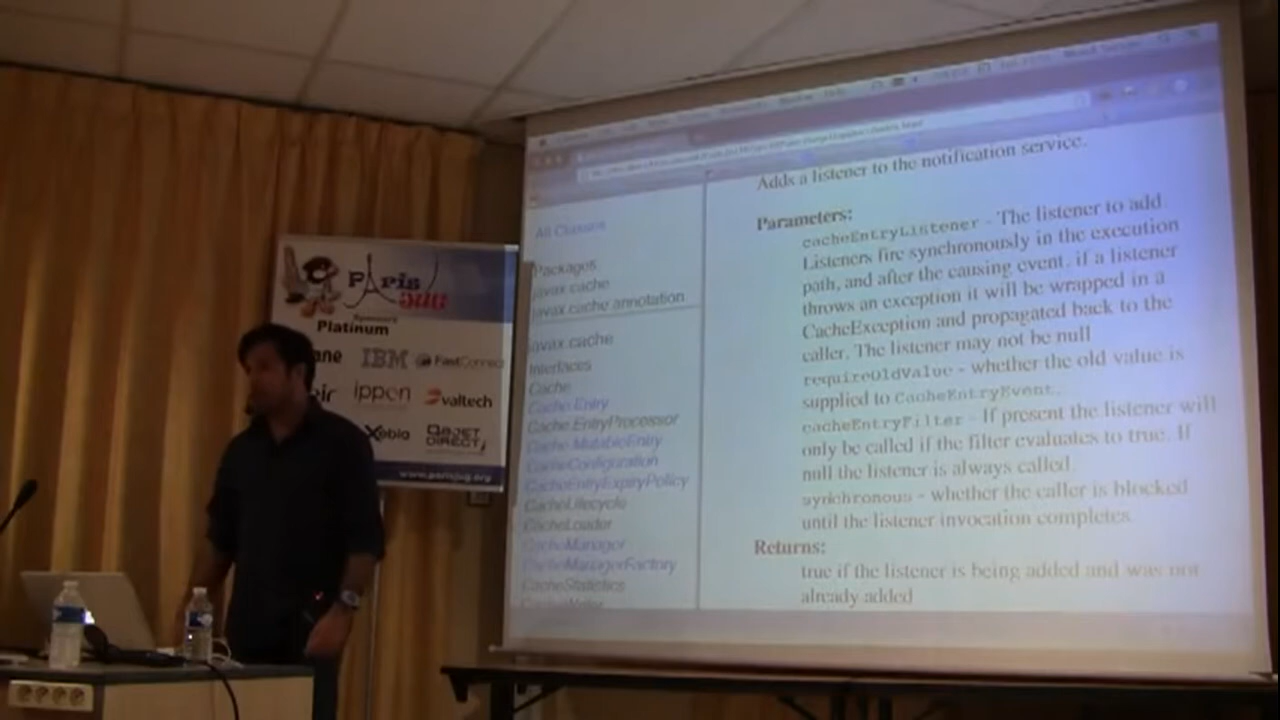 Paris
JUG
Sponsors
Platinum
IBM
FastConnect
ippon
valtech
Xebia
OBJET
DIRECT
www.parisjug.org
All Classes
Packages
javax.cache
javax.cache.annotation
javax.cache
Interfaces
Cache
Cache.Entry
Cache.EntryProcessor
Cache.MutableEntry
CacheConfiguration
CacheEntryExpiryPolicy
CacheLifecycle
CacheLoader
CacheManager
CacheManagerFactory
CacheStatistics
CacheWriter
Adds a listener to the notification service.
Parameters:
cacheEntryListener - The listener to add.
Listeners fire synchronously in the execution
path, and after the causing event. if a listener
throws an exception it will be wrapped in a
CacheException and propagated back to the
caller. The listener may not be null
requireOldValue - whether the old value is
supplied to CacheEntryEvent.
cacheEntryFilter - If present the listener will
only be called if the filter evaluates to true. If
null the listener is always called.
synchronous - whether the caller is blocked
until the listener invocation completes.
Returns:
true if the listener is being added and was not
already added